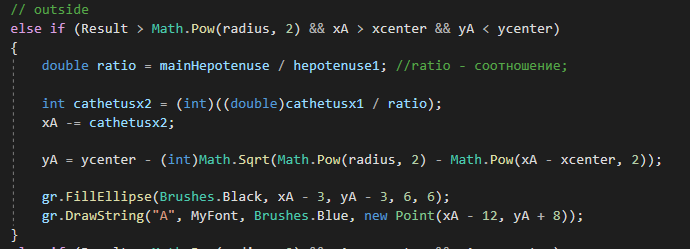 // outside
else if (Result > Math.Pow(radius, 2) && xA > xcenter && yA < ycenter)
{
double ratio = mainHepotenuse / hepotenuse1; //ratio - соотношение;
int cathetusx2 = (int)((double)cathetusx1 / ratio);
xA -= cathetusx2;
yA = ycenter - (int)Math.Sqrt(Math.Pow(radius, 2) - Math.Pow(xA - xcenter, 2));
gr.FillEllipse(Brushes.Black, xA - 3, yA - 3, 6, 6);
gr.DrawString("A", MyFont, Brushes.Blue, new Point(xA - 12, yA + 8));
}